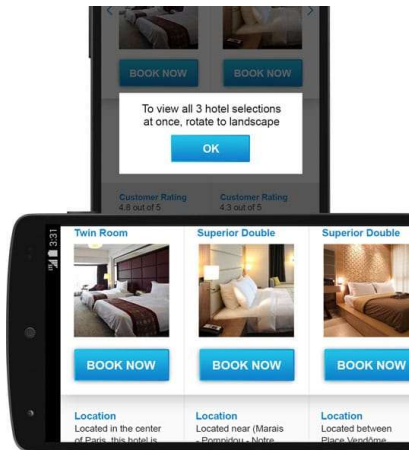 BOOK NOW
BOOK NOW
To view all 3 hotel selections
at once, rotate to landscape
OK
Customer Rating
4.8 out of 5
Customer Rating
4.3 out of 5
3:31
Twin Room
Superior Double
Superior Double
BOOK NOW
BOOK NOW
BOOK NOW
Location
Located in the center
of Paris, this hotel is
Location
Located near (Marais
- Pompidou - Notre
Location
Located between
Place Vendôme